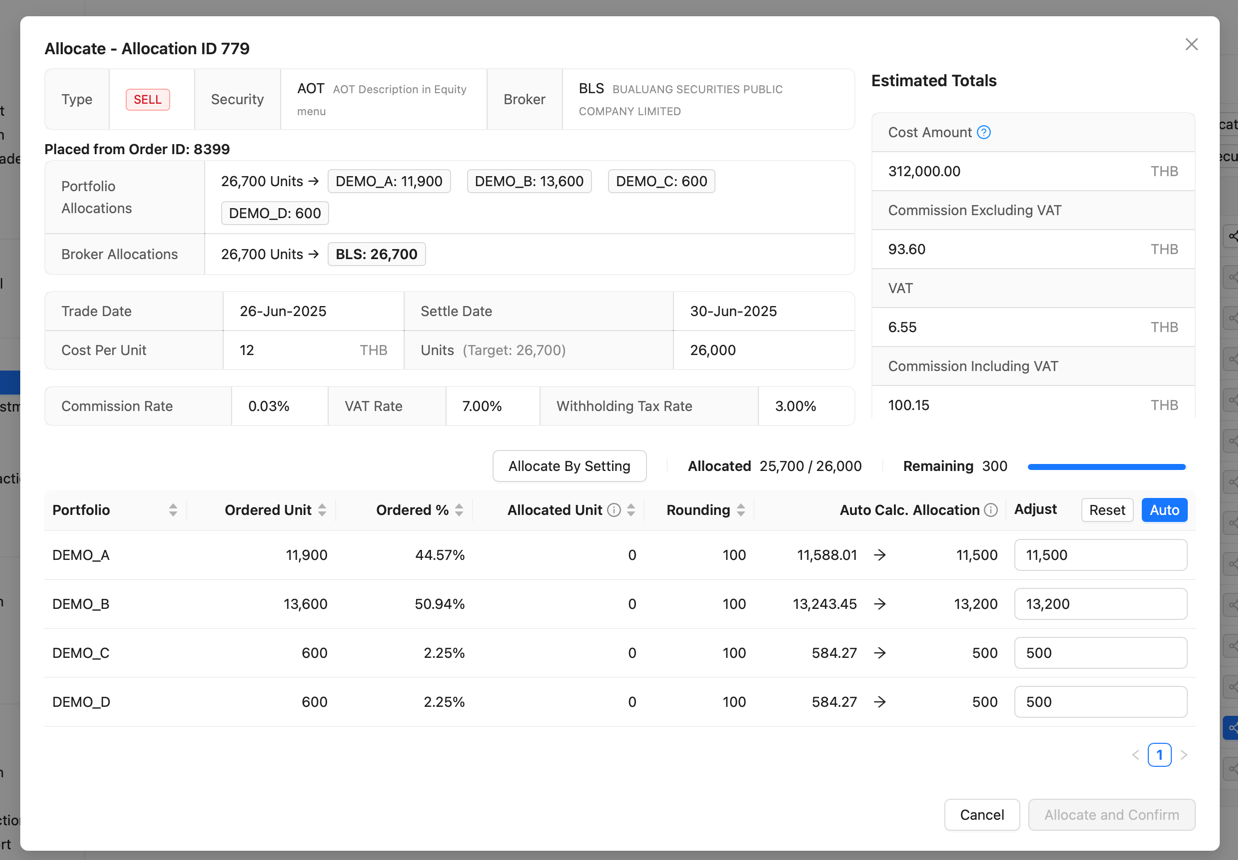 Allocate - Allocation ID 779
Type SELL Security AOT AOT Description in Equity menu Broker BLS BUALUANG SECURITIES PUBLIC COMPANY LIMITED
Placed from Order ID: 8399
Portfolio Allocations 26,700 Units → DEMO_A: 11,900 DEMO_B: 13,600 DEMO_C: 600
DEMO_D: 600
Broker Allocations 26,700 Units → BLS: 26,700
Trade Date 26-Jun-2025 Settle Date 30-Jun-2025
Cost Per Unit 12 THB Units (Target: 26,700) 26,000
Commission Rate 0.03% VAT Rate 7.00% Withholding Tax Rate 3.00%
Estimated Totals
Cost Amount
312,000.00 THB
Commission Excluding VAT
93.60 THB
VAT
6.55 THB
Commission Including VAT
100.15 THB
Allocate By Setting Allocated 25,700 / 26,000 Remaining 300
Portfolio Ordered Unit Ordered % Allocated Unit Rounding Auto Calc. Allocation Adjust Reset Auto
DEMO_A 11,900 44.57% 0 100 11,588.01 → 11,500 11,500
DEMO_B 13,600 50.94% 0 100 13,243.45 → 13,200 13,200
DEMO_C 600 2.25% 0 100 584.27 → 500 500
DEMO_D 600 2.25% 0 100 584.27 → 500 500
< 1 >
Cancel Allocate and Confirm